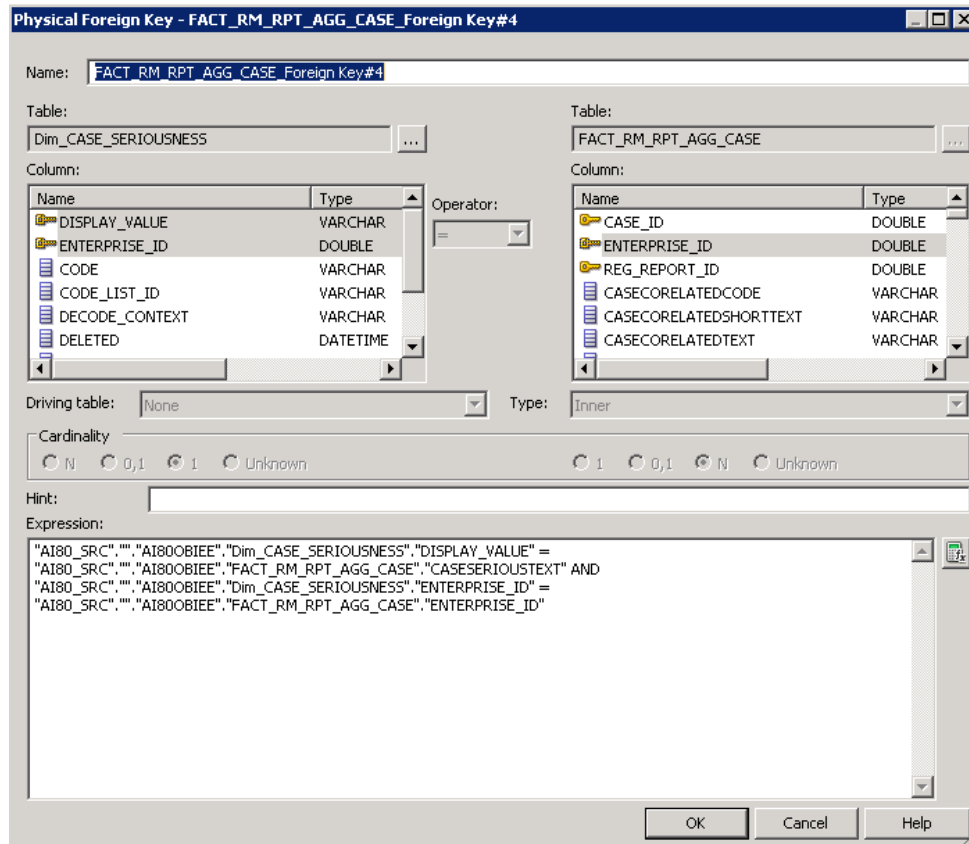 Physical Foreign Key - FACT_RM_RPT_AGG_CASE_Foreign Key#4
Name: FACT_RM_RPT_AGG_CASE_Foreign Key#4
Table: Table:
Dim_CASE_SERIOUSNESS ... FACT_RM_RPT_AGG_CASE ...
Column: Column:
Name Type Operator: Name Type
DISPLAY_VALUE VARCHAR = CASE_ID DOUBLE
ENTERPRISE_ID DOUBLE ENTERPRISE_ID DOUBLE
CODE VARCHAR REG_REPORT_ID DOUBLE
CODE_LIST_ID VARCHAR CASECORELATEDCODE VARCHAR
DECODE_CONTEXT VARCHAR CASECORELATEDSHORTTEXT VARCHAR
DELETED DATETIME CASECORELATEDTEXT VARCHAR
Driving table: None Type: Inner
Cardinality
N 0,1 1 Unknown 1 0,1 N Unknown
Hint:
Expression:
"AI80_SRC".""."AI80OBIEE"."Dim_CASE_SERIOUSNESS"."DISPLAY_VALUE" =
"AI80_SRC".""."AI80OBIEE"."FACT_RM_RPT_AGG_CASE"."CASESERIOUSTEXT" AND
"AI80_SRC".""."AI80OBIEE"."Dim_CASE_SERIOUSNESS"."ENTERPRISE_ID" =
"AI80_SRC".""."AI80OBIEE"."FACT_RM_RPT_AGG_CASE"."ENTERPRISE_ID"
OK Cancel Help